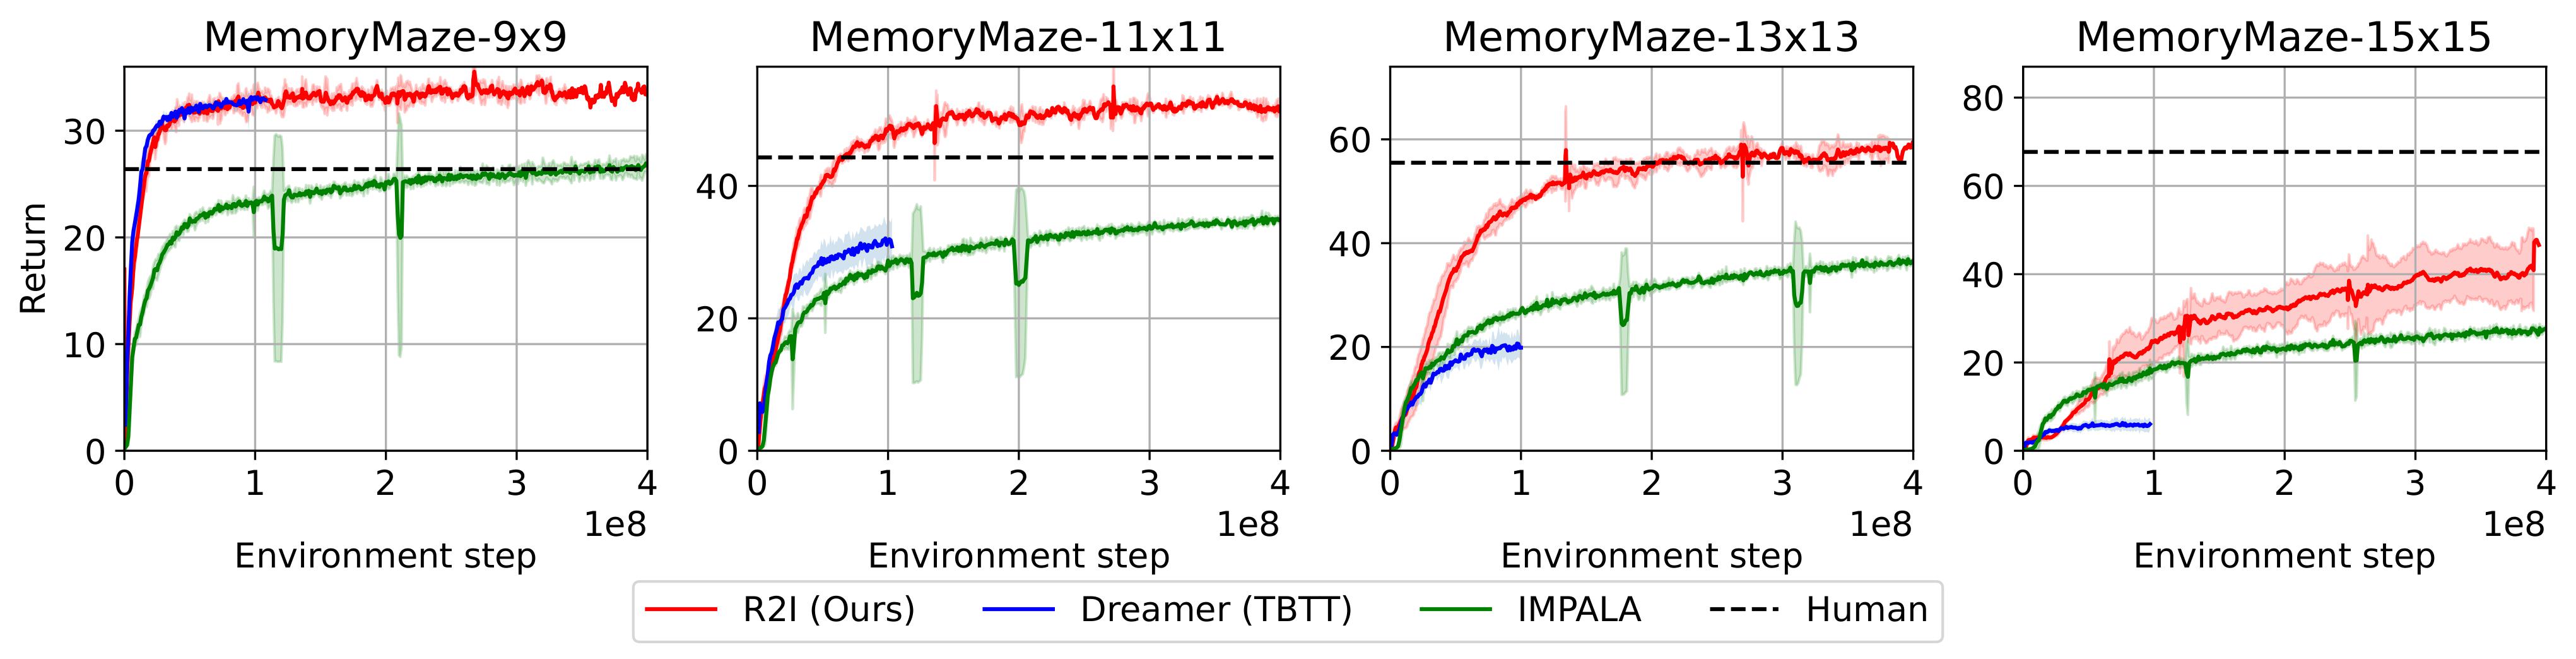 MemoryMaze-9x9 MemoryMaze-11x11 MemoryMaze-13x13 MemoryMaze-15x15
Return
30
20
10
0
0 1 2 3 4
1e8
Environment step
40
20
0
0 1 2 3 4
1e8
Environment step
60
40
20
0
0 1 2 3 4
1e8
Environment step
80
60
40
20
0
0 1 2 3 4
1e8
Environment step
R2I (Ours) Dreamer (TBTT) IMPALA Human